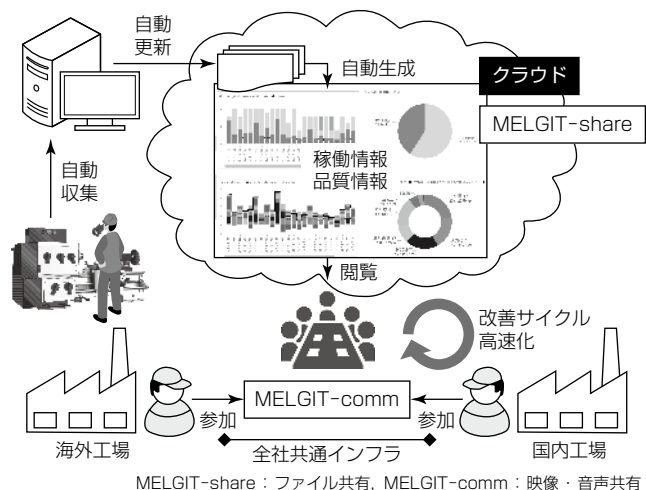 自動
更新
自動生成
クラウド
MELGIT-share
自動
収集
稼働情報
品質情報
閲覧
改善サイクル
高速化
MELGIT-comm
参加
参加
海外工場
全社共通インフラ
国内工場
MELGIT-share：ファイル共有，MELGIT-comm：映像・音声共有